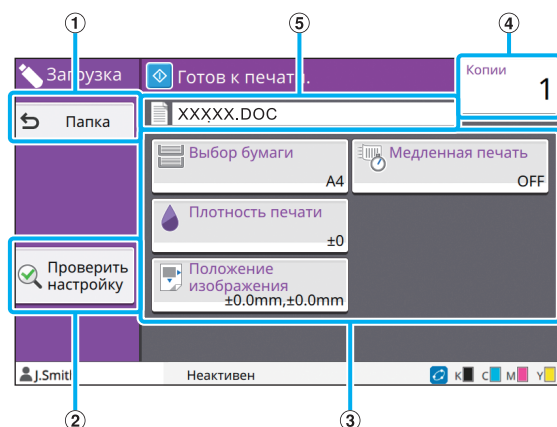 1
5
4
Загрузка
Готов к печати.
Копии
1
Папка
XXXXX.DOC
Выбор бумаги
A4
Медленная печать
OFF
Плотность печати
±0
Проверить
настройку
Положение
изображения
±0.0mm,±0.0mm
J.Smith
Неактивен
K C M Y
2
3